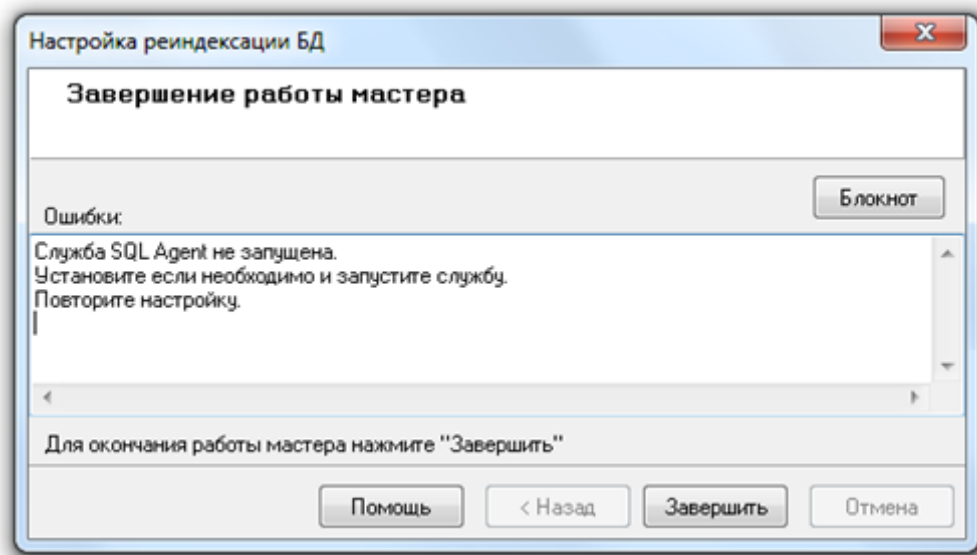 Настройка реиндексации БД
Завершение работы мастера
Блокнот
Ошибки:
Служба SQL Agent не запущена.
Установите если необходимо и запустите службу.
Повторите настройку.
Для окончания работы мастера нажмите "Завершить"
Помощь
< Назад
Завершить
Отмена